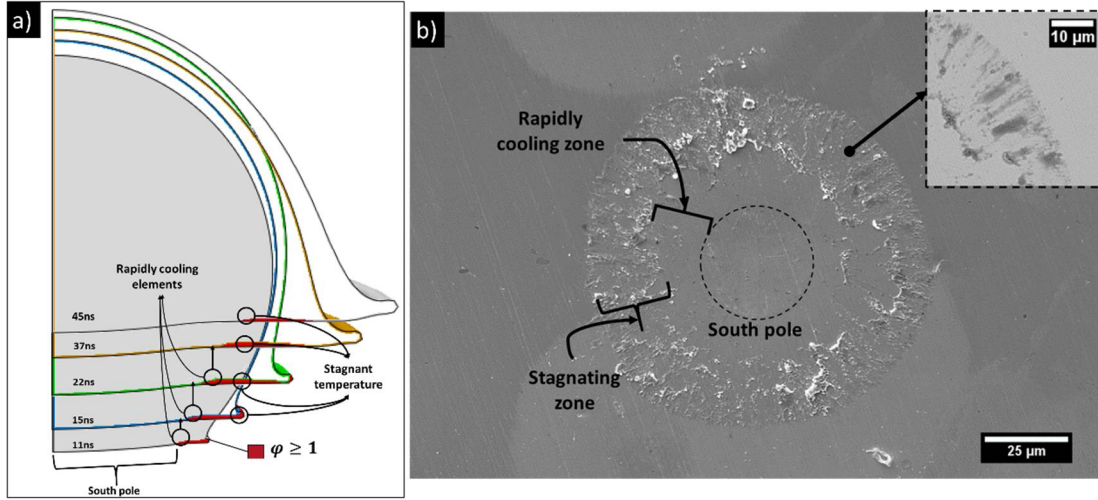 a)
Rapidly cooling
elements
45ns
37ns
22ns
15ns
11ns
Stagnant
temperature
φ ≥ 1
South pole
b)
10 µm
Rapidly
cooling zone
South pole
Stagnating
zone
25 µm